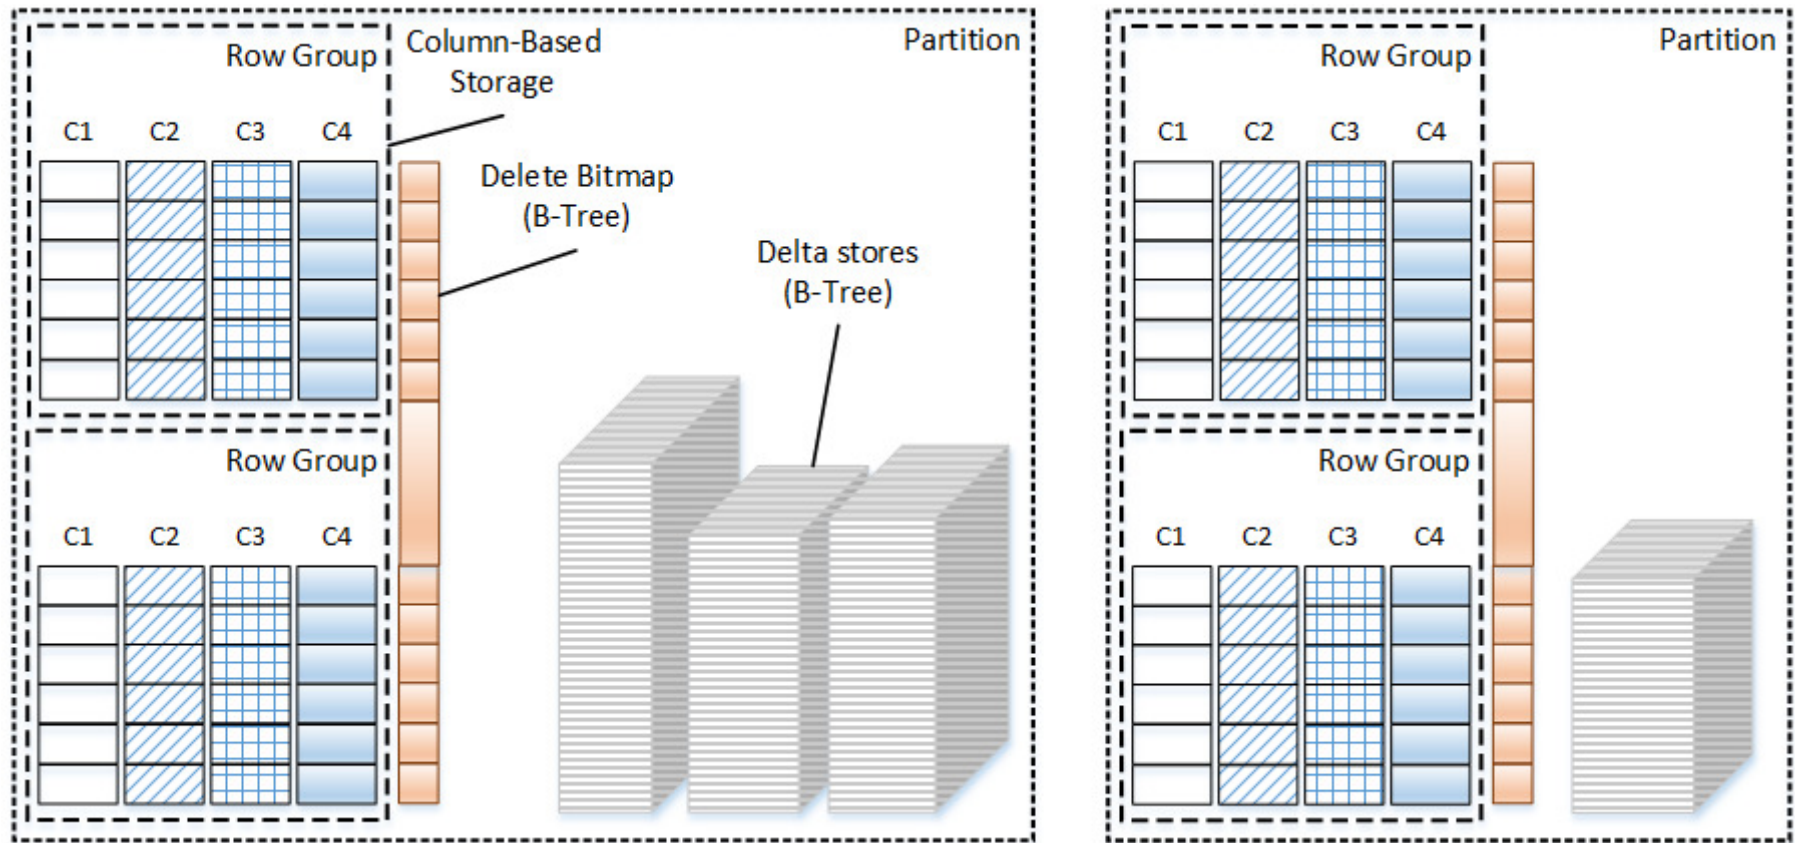 Row Group
Column-Based
Storage
Partition
C1 C2 C3 C4
Delete Bitmap
(B-Tree)
Delta stores
(B-Tree)
Row Group
C1 C2 C3 C4
Row Group
Partition
C1 C2 C3 C4
Row Group
C1 C2 C3 C4